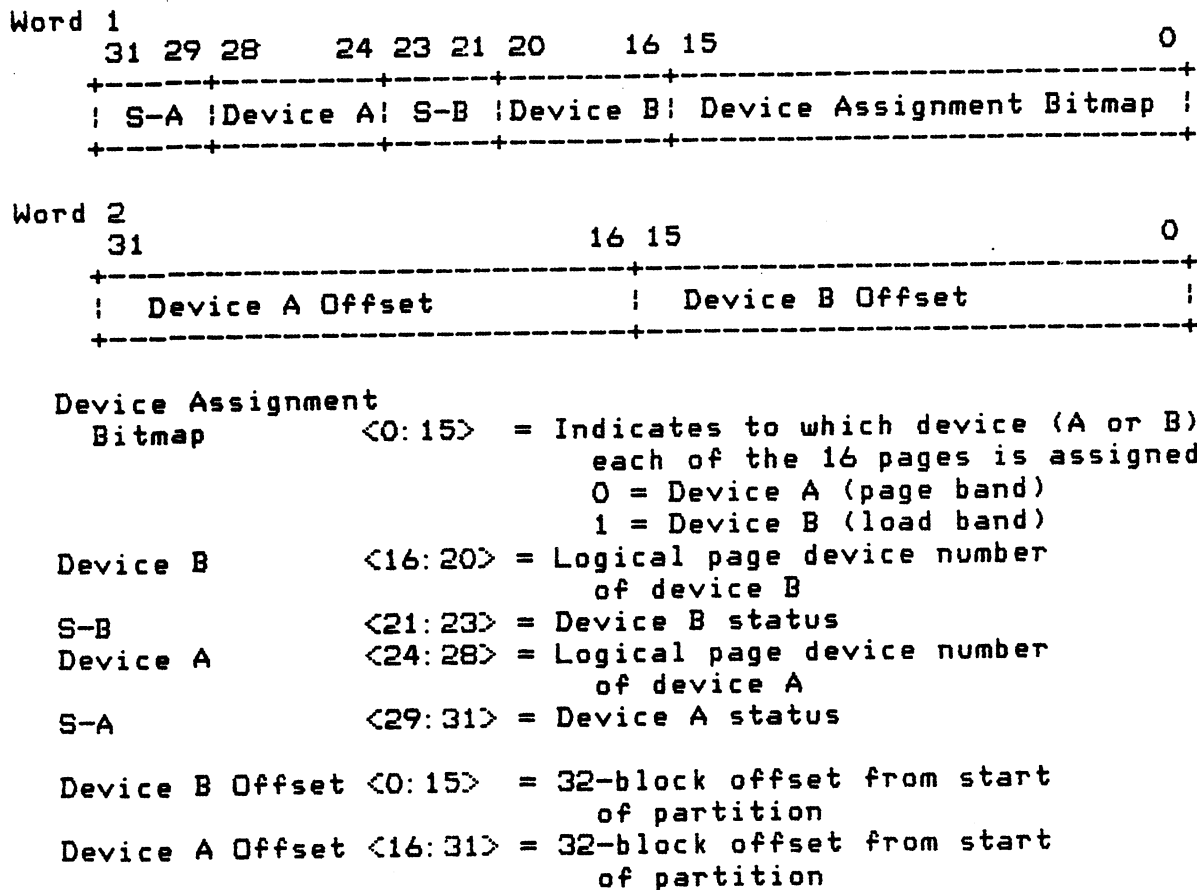 Word 1
31 29 28 24 23 21 20 16 15 0
+------+---------+------+---------+---------------------------+
| S-A |Device A| S-B |Device B| Device Assignment Bitmap |
+------+---------+------+---------+---------------------------+
Word 2
31 16 15 0
+----------------------------+-----------------------------+
| Device A Offset | Device B Offset |
+----------------------------+-----------------------------+
Device Assignment
Bitmap <0:15> = Indicates to which device (A or B)
each of the 16 pages is assigned
0 = Device A (page band)
1 = Device B (load band)
Device B <16:20> = Logical page device number
of device B
S-B <21:23> = Device B status
Device A <24:28> = Logical page device number
of device A
S-A <29:31> = Device A status
Device B Offset <0:15> = 32-block offset from start
of partition
Device A Offset <16:31> = 32-block offset from start
of partition